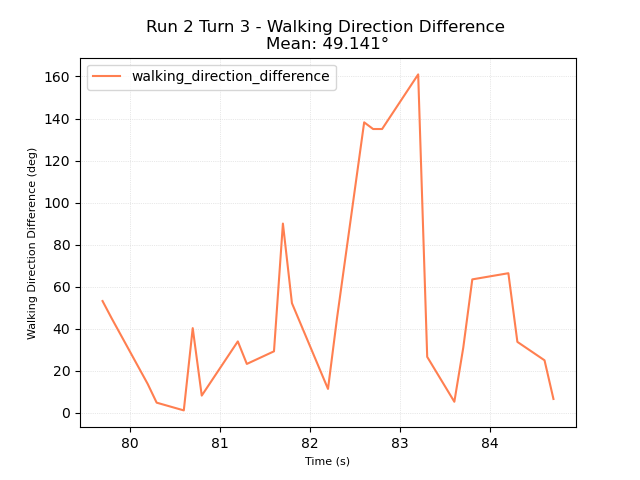 Run 2 Turn 3 - Walking Direction Difference
Mean: 49.141°
walking_direction_difference
Walking Direction Difference (deg)
160
140
120
100
80
60
40
20
0
80
81
82
83
84
Time (s)